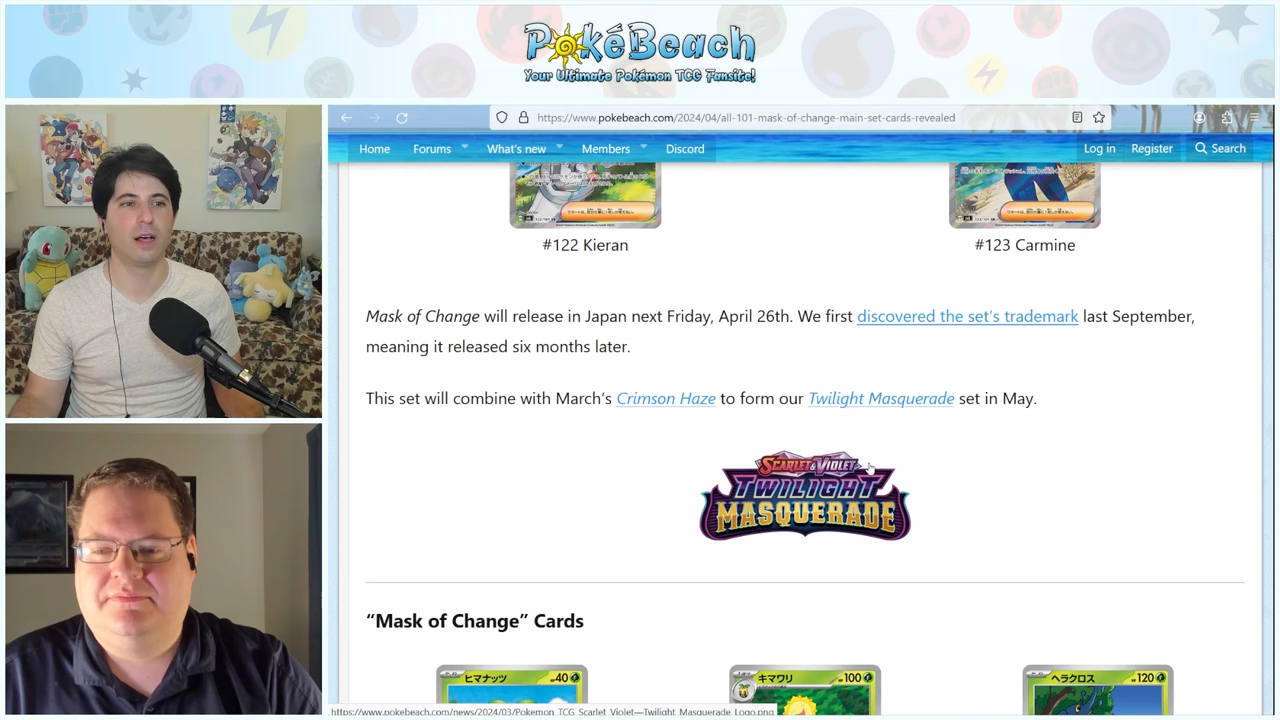 PokéBeach
Your Ultimate Pokémon TCG Fansite!
https://www.pokebeach.com/2024/04/all-101-mask-of-change-main-set-cards-revealed
Home Forums What's new Members Discord Log in Register Search
#122 Kieran #123 Carmine
Mask of Change will release in Japan next Friday, April 26th. We first discovered the set's trademark last September,
meaning it released six months later.
This set will combine with March's Crimson Haze to form our Twilight Masquerade set in May.
SCARLET & VIOLET
TWILIGHT
MASQUERADE
“Mask of Change” Cards
ヒマナッツ HP 40 キマワリ HP 100 ヘラクロス HP 120
https://www.pokebeach.com/news/2024/03/Pokemon_TCG_Scarlet_Violet—Twilight_Masquerade_Logo.png